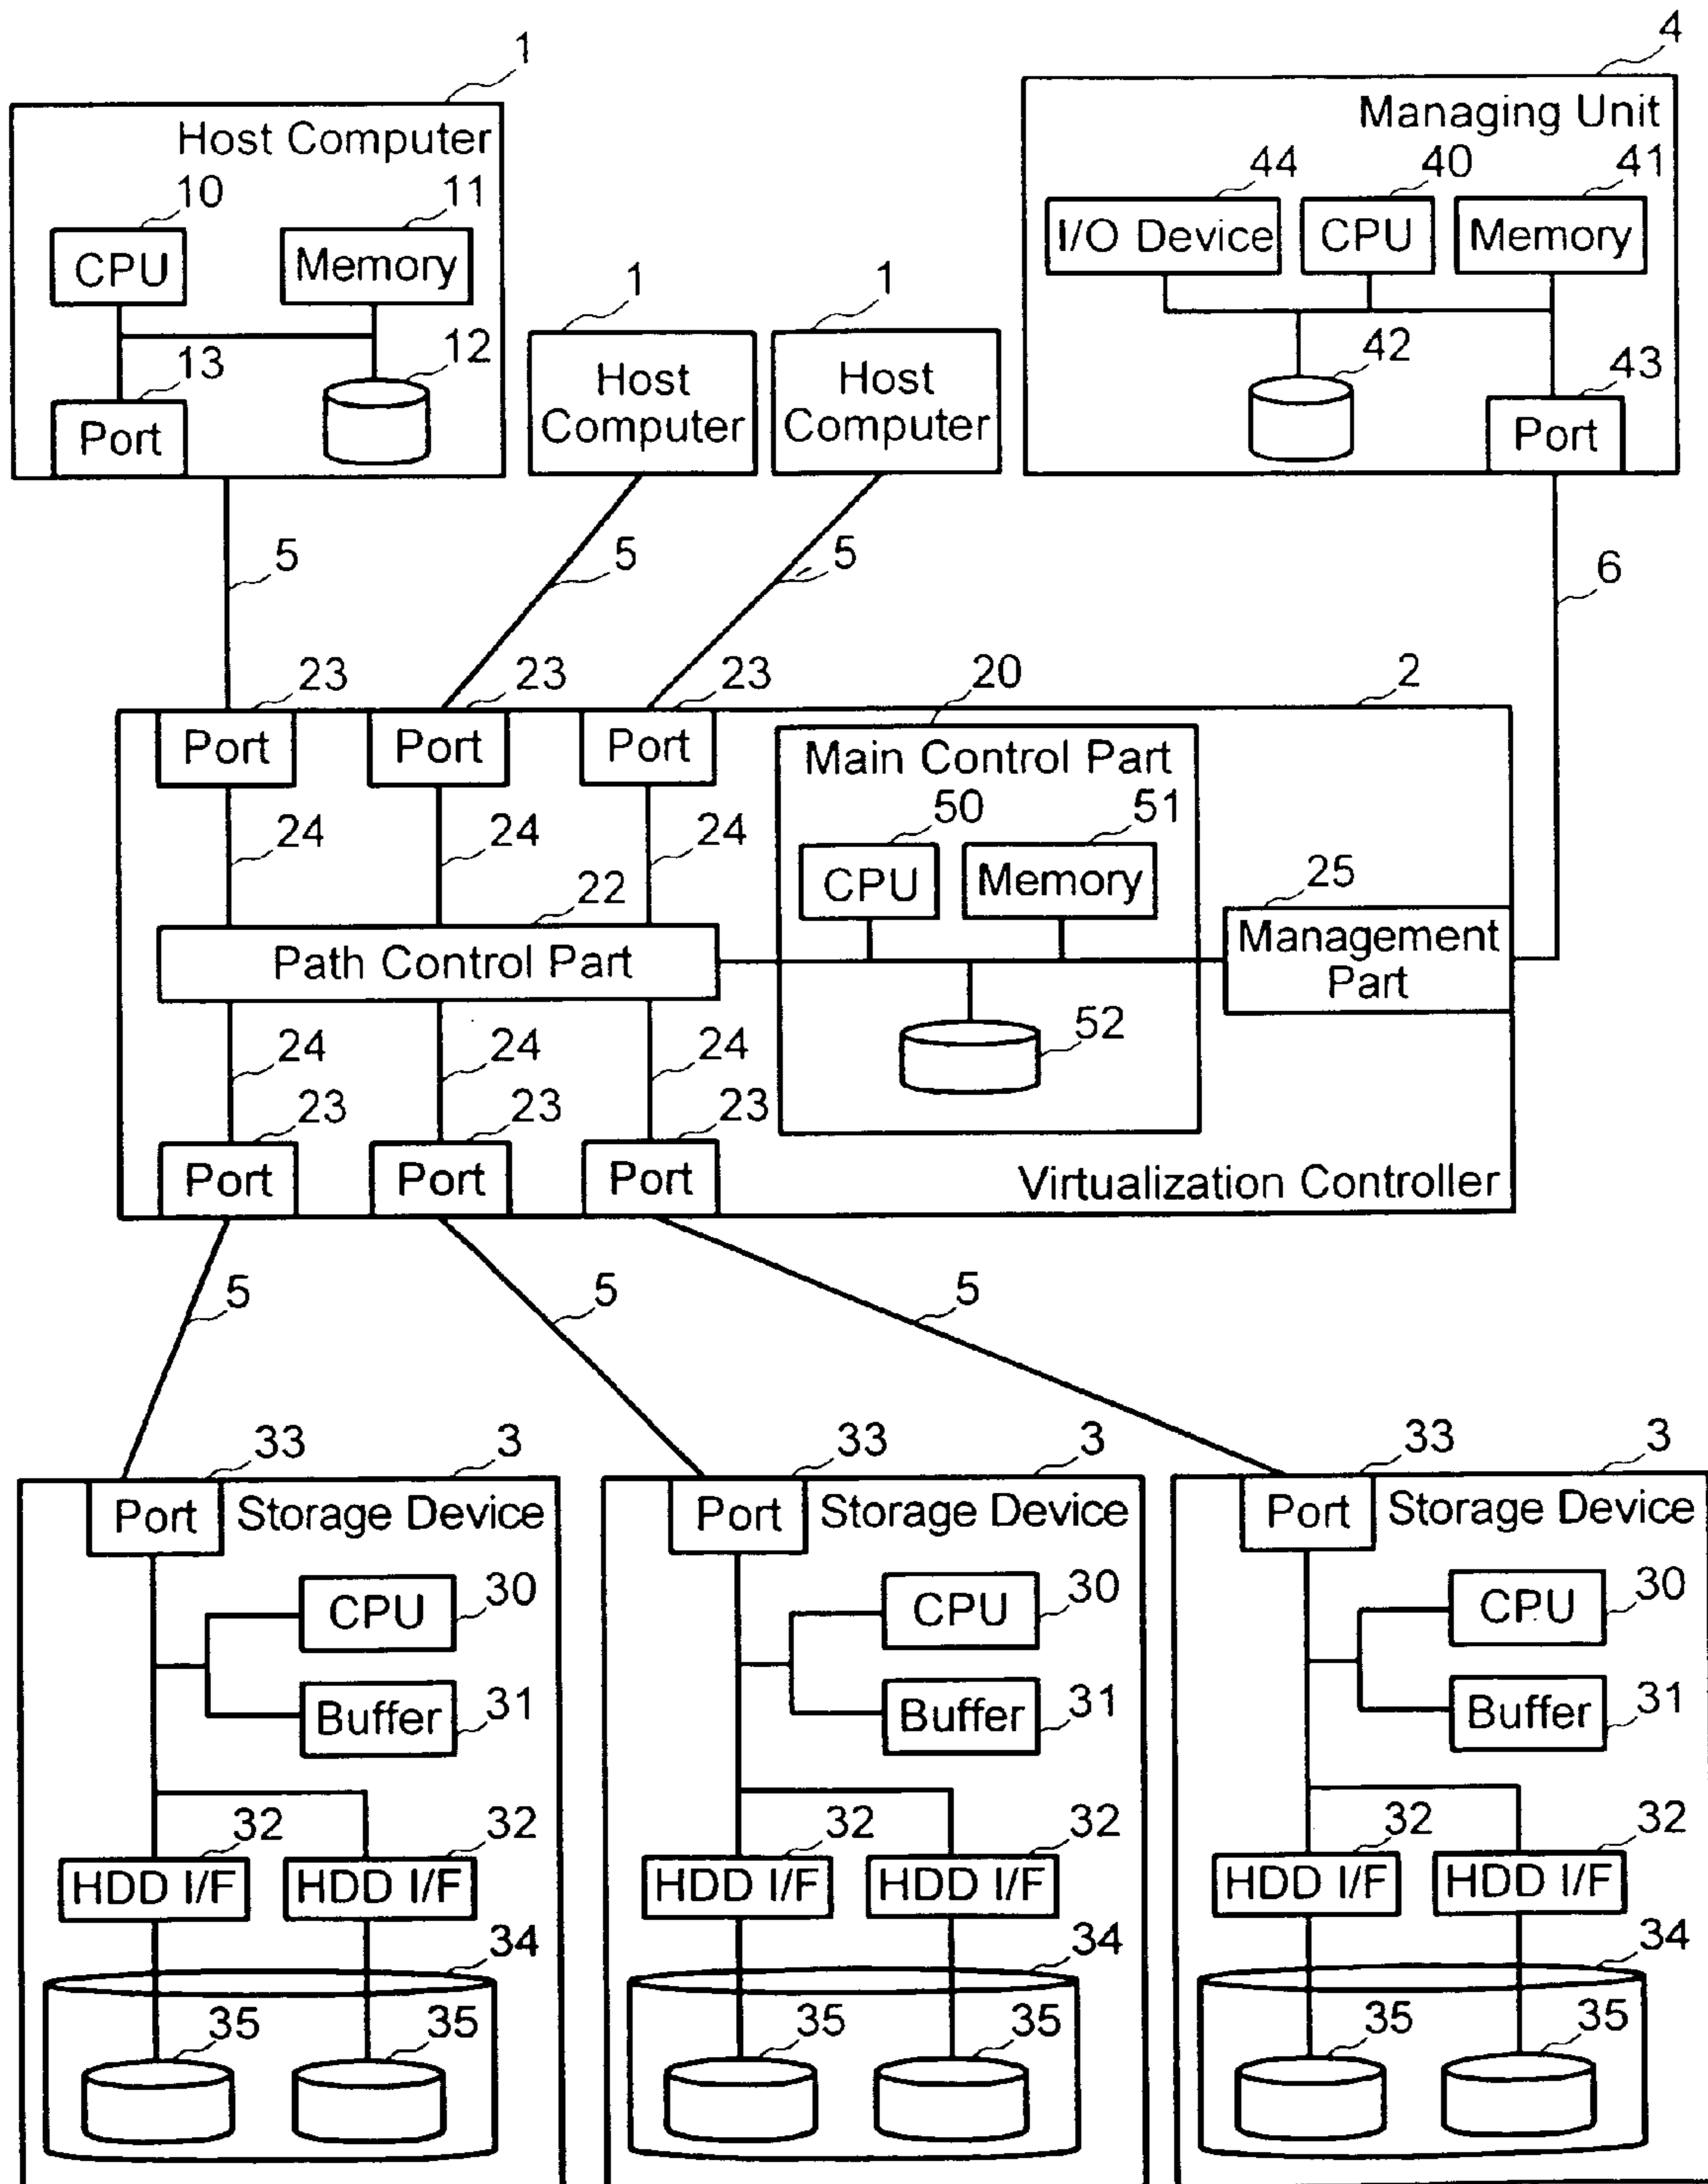 1
4
Host Computer
Managing Unit
10
11
44
40
41
CPU
Memory
I/O Device
CPU
Memory
1
1
13
12
42
43
Host
Computer
Host
Computer
Port
Port
5
5
5
6
23
23
23
20
2
Port
Port
Port
Main Control Part
24
24
24
50
51
CPU
Memory
22
25
Path Control Part
Management
Part
24
24
24
52
23
23
23
Port
Port
Port
Virtualization Controller
5
5
5
33
3
33
3
33
3
Port
Storage Device
Port
Storage Device
Port
Storage Device
CPU
30
CPU
30
CPU
30
Buffer
31
Buffer
31
Buffer
31
32
32
32
32
32
32
HDD I/F
HDD I/F
HDD I/F
HDD I/F
HDD I/F
HDD I/F
34
34
34
35
35
35
35
35
35